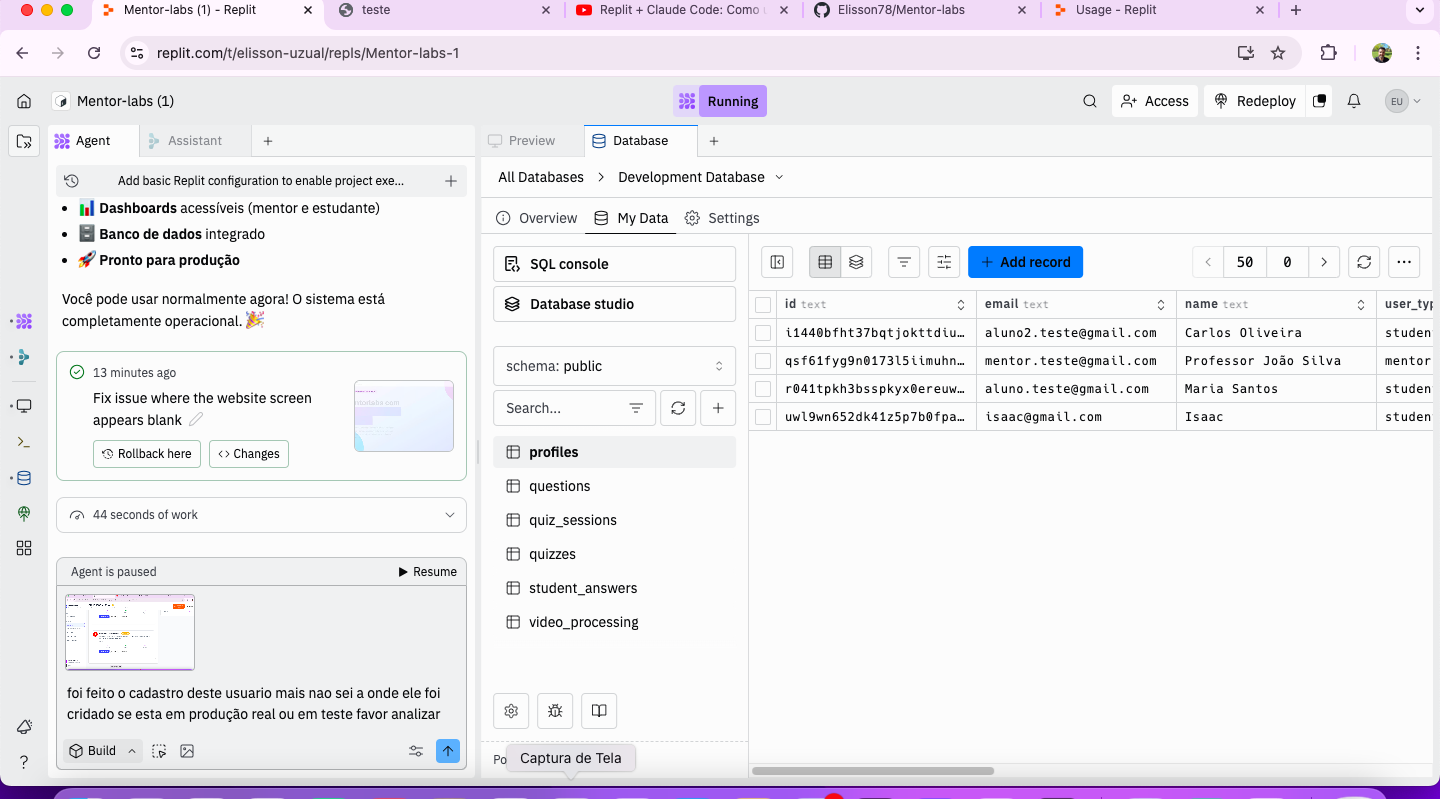 Mentor-labs (1) - Replit
teste
Replit + Claude Code: Como
Elisson78/Mentor-labs
Usage - Replit
replit.com/t/elisson-uzual/repls/Mentor-labs-1
Mentor-labs (1)
Running
Access
Redeploy
EU
Agent
Assistant
Preview
Database
Add basic Replit configuration to enable project exe...
All Databases
Development Database
Dashboards acessíveis (mentor e estudante)
Banco de dados integrado
Pronto para produção
Você pode usar normalmente agora! O sistema está
completamente operacional.
13 minutes ago
Fix issue where the website screen
appears blank
Rollback here
Changes
44 seconds of work
Agent is paused
Resume
foi feito o cadastro deste usuario mais nao sei a onde ele foi
cridado se esta em produção real ou em teste favor analizar
Build
Overview
My Data
Settings
SQL console
Database studio
schema: public
Search...
profiles
questions
quiz_sessions
quizzes
student_answers
video_processing
Po
Captura de Tela
Add record
50
0
id text
email text
name text
user_typ
i1440bfht37bqtjokttdiu… aluno2.teste@gmail.com Carlos Oliveira studen
qsf61fyg9n0173l5iimuhn… mentor.teste@gmail.com Professor João Silva mentor
r041tpkh3bsspkyx0ereuw… aluno.teste@gmail.com Maria Santos studen
uwl9wn652dk41z5p7b0fpa… isaac@gmail.com Isaac studen